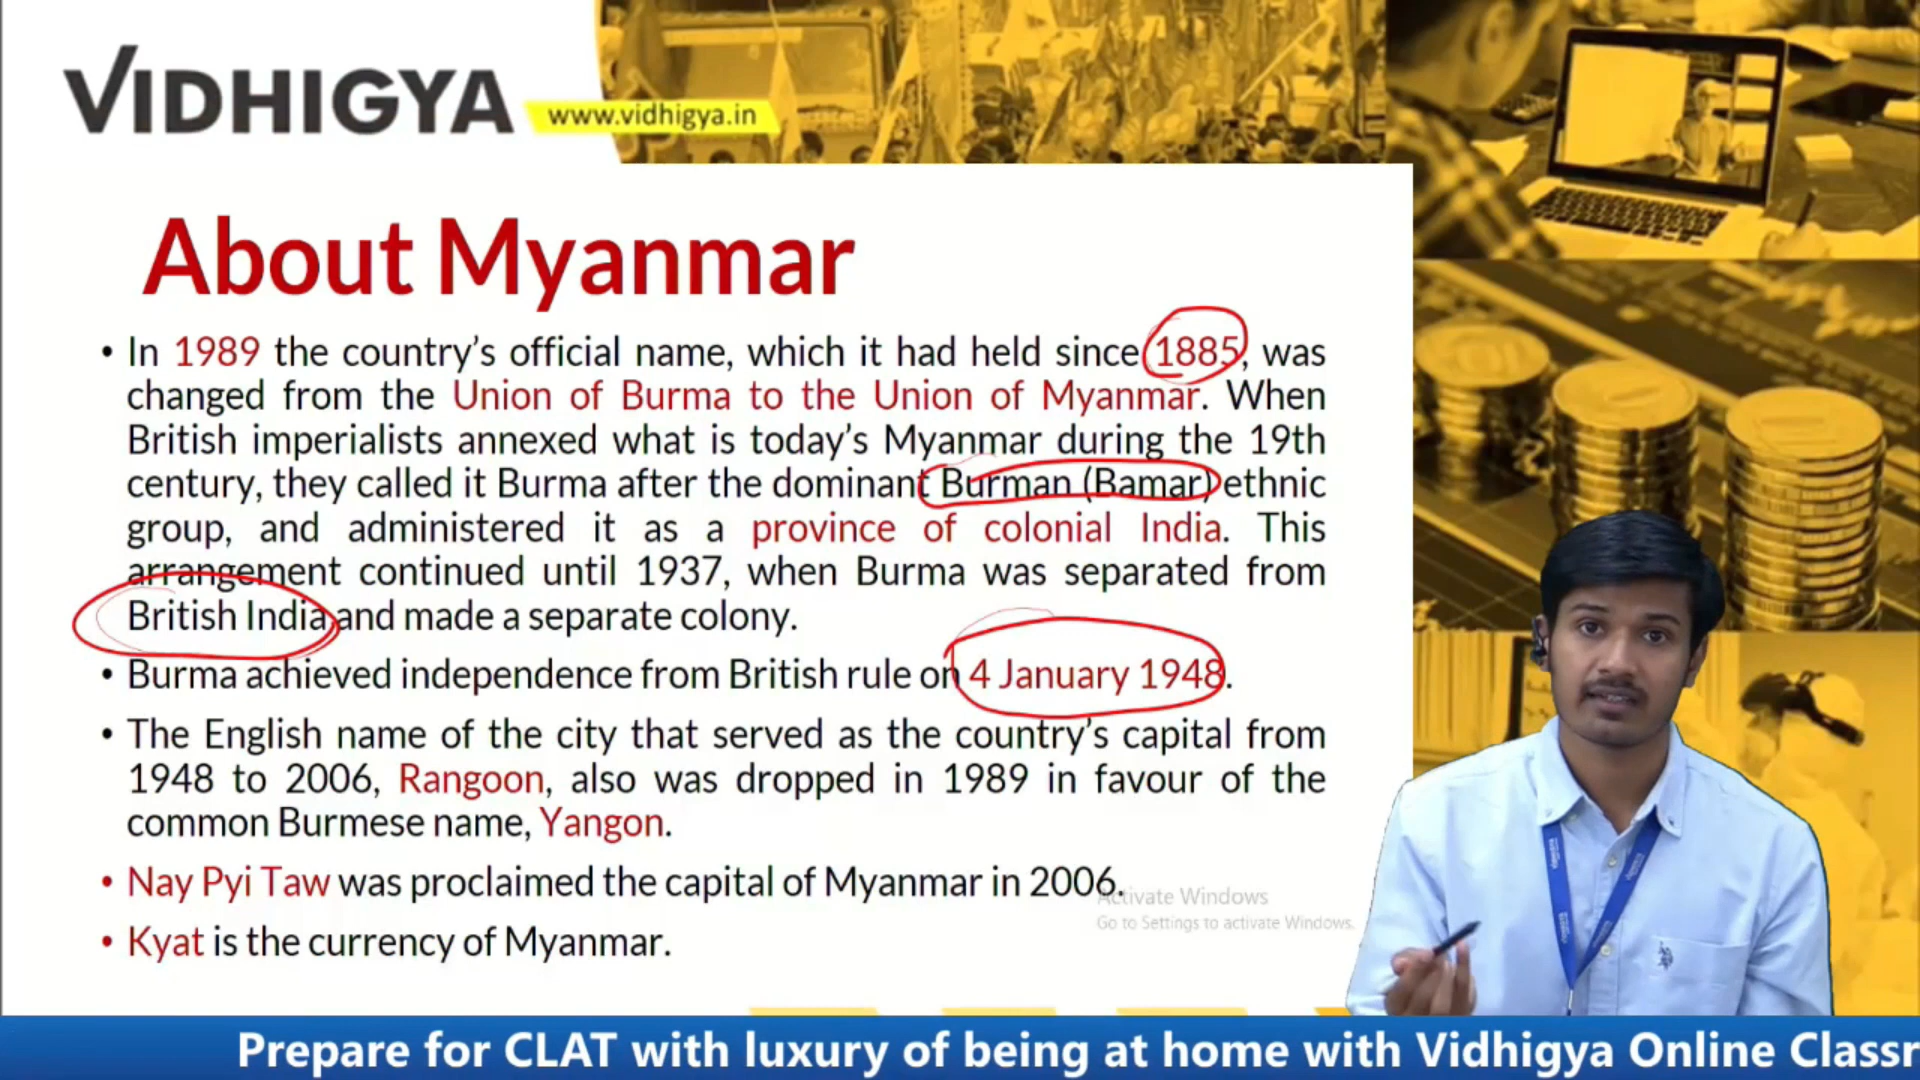 VIDHIGYA
www.vidhigya.in
About Myanmar
• In 1989 the country’s official name, which it had held since 1885, was
changed from the Union of Burma to the Union of Myanmar. When
British imperialists annexed what is today’s Myanmar during the 19th
century, they called it Burma after the dominant Burman (Bamar) ethnic
group, and administered it as a province of colonial India. This
arrangement continued until 1937, when Burma was separated from
British India and made a separate colony.
• Burma achieved independence from British rule on 4 January 1948.
• The English name of the city that served as the country’s capital from
1948 to 2006, Rangoon, also was dropped in 1989 in favour of the
common Burmese name, Yangon.
• Nay Pyi Taw was proclaimed the capital of Myanmar in 2006.
• Kyat is the currency of Myanmar.
Activate Windows
Go to Settings to activate Windows.
Prepare for CLAT with luxury of being at home with Vidhigya Online Classr